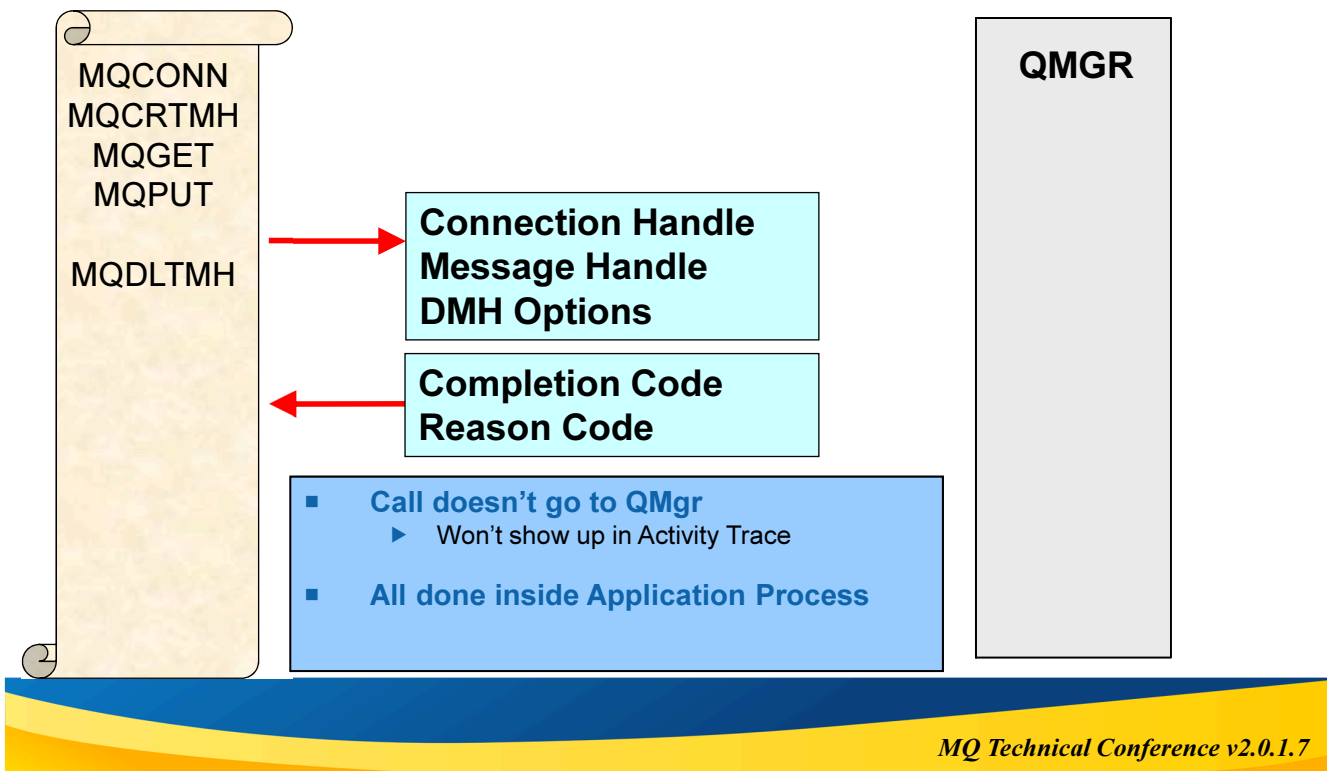 MQCONN
MQCRTMH
MQGET
MQPUT
MQDLTMH
QMGR
Connection Handle
Message Handle
DMH Options
Completion Code
Reason Code
▪ Call doesn’t go to QMgr
► Won’t show up in Activity Trace
▪ All done inside Application Process
MQ Technical Conference v2.0.1.7